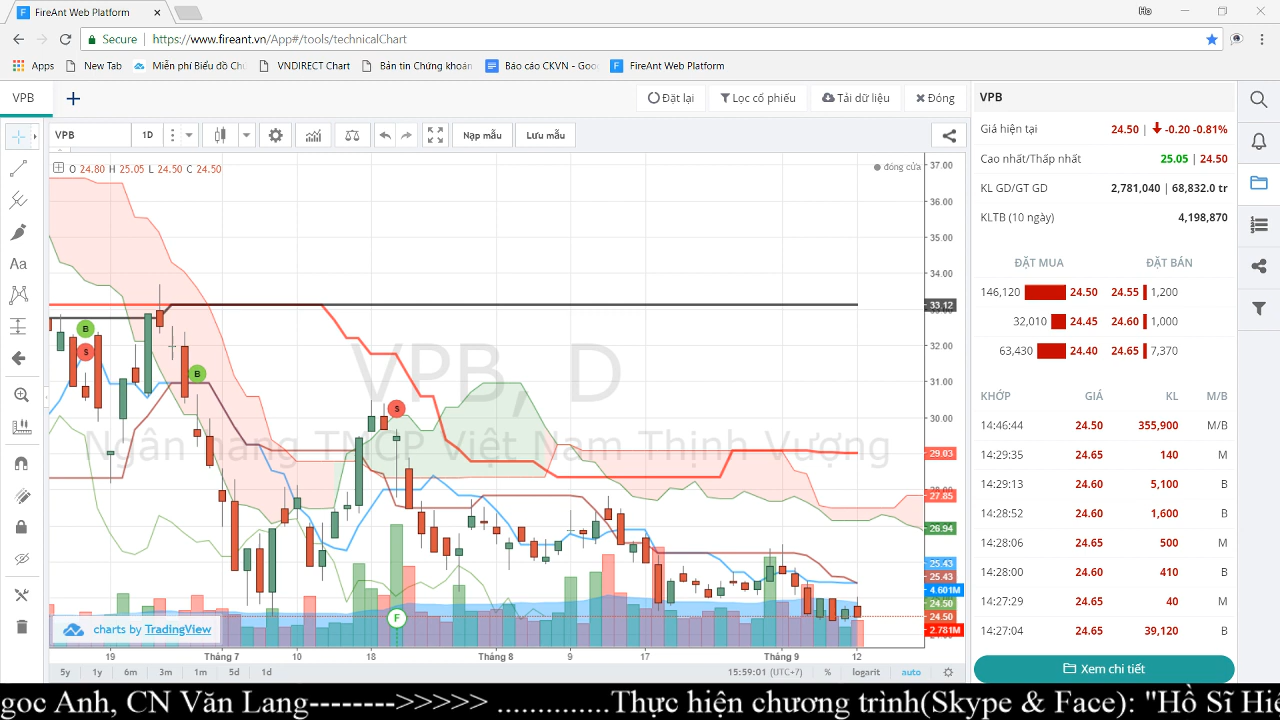 FireAnt Web Platform
Secure | https://www.fireant.vn/App#/tools/technicalChart
Apps New Tab Miễn phí Biểu đồ Chu VNDIRECT Chart Bản tin Chứng khoán Báo cáo CKVN - Goo FireAnt Web Platform
VPB + Đặt lại Lọc cổ phiếu Tải dữ liệu Đóng
VPB 1D Nạp mẫu Lưu mẫu
O 24.80 H 25.05 L 24.50 C 24.50
đóng cửa
VPB, D
Ngân hàng TMCP Việt Nam Thịnh Vượng
B
S
B
S
F
37.00
36.00
35.00
34.00
33.12
32.00
31.00
30.00
29.03
28.00
27.85
26.94
25.43
25.43
4.601M
24.50
24.50
2.781M
charts by TradingView
19 Tháng 7 10 18 Tháng 8 9 17 Tháng 9 12
5y 1y 6m 3m 1m 5d 1d 15:59:01 (UTC+7) % logarit auto
Aa
VPB
Giá hiện tại 24.50 | -0.20 -0.81%
Cao nhất/Thấp nhất 25.05 | 24.50
KL GD/GT GD 2,781,040 | 68,832.0 tr
KLTB (10 ngày) 4,198,870
ĐẶT MUA ĐẶT BÁN
146,120 24.50 24.55 1,200
32,010 24.45 24.60 1,000
63,430 24.40 24.65 7,370
KHỚP GIÁ KL M/B
14:46:44 24.50 355,900 M/B
14:29:35 24.65 140 M
14:29:13 24.60 5,100 B
14:28:52 24.60 1,600 B
14:28:06 24.65 500 M
14:28:00 24.60 410 B
14:27:29 24.65 40 M
14:27:04 24.65 39,120 B
Xem chi tiết
goc Anh, CN Văn Lang-------->>>>> ..............Thực hiện chương trình(Skype & Face): "Hồ Sĩ Hiệ